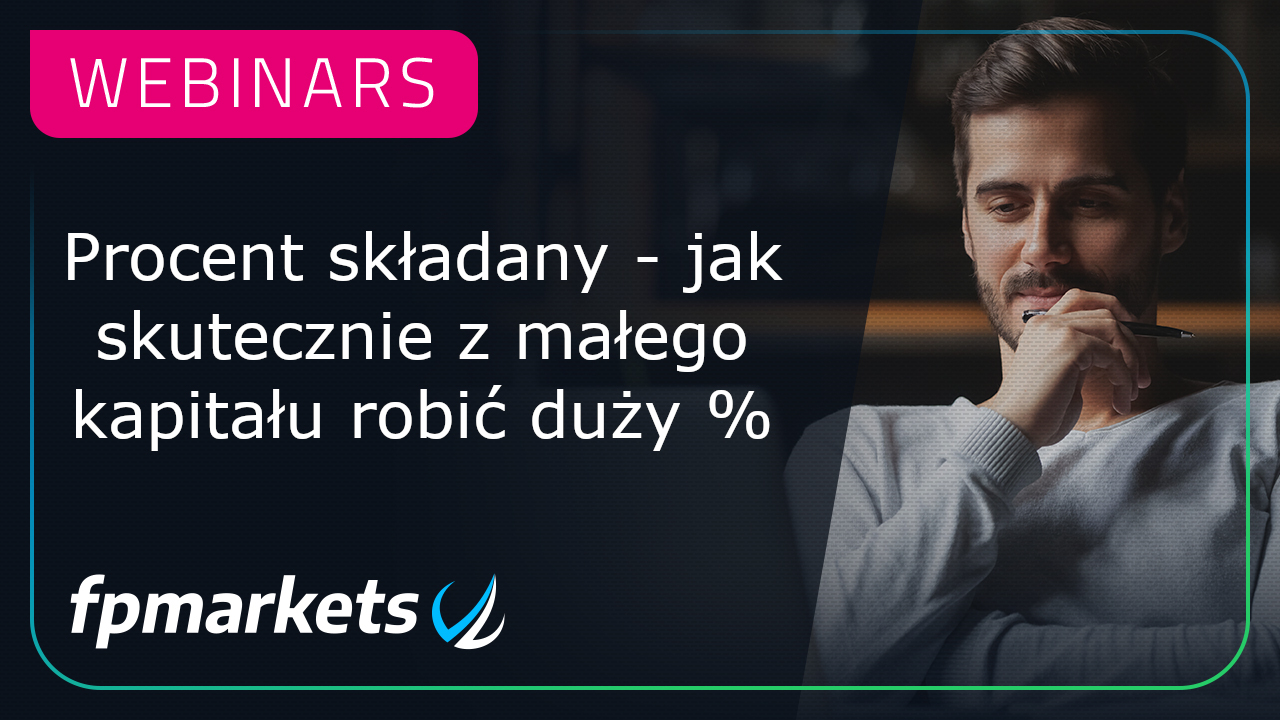 WEBINARS
Procent składany - jak
skutecznie z małego
kapitału robić duży %
fpmarkets